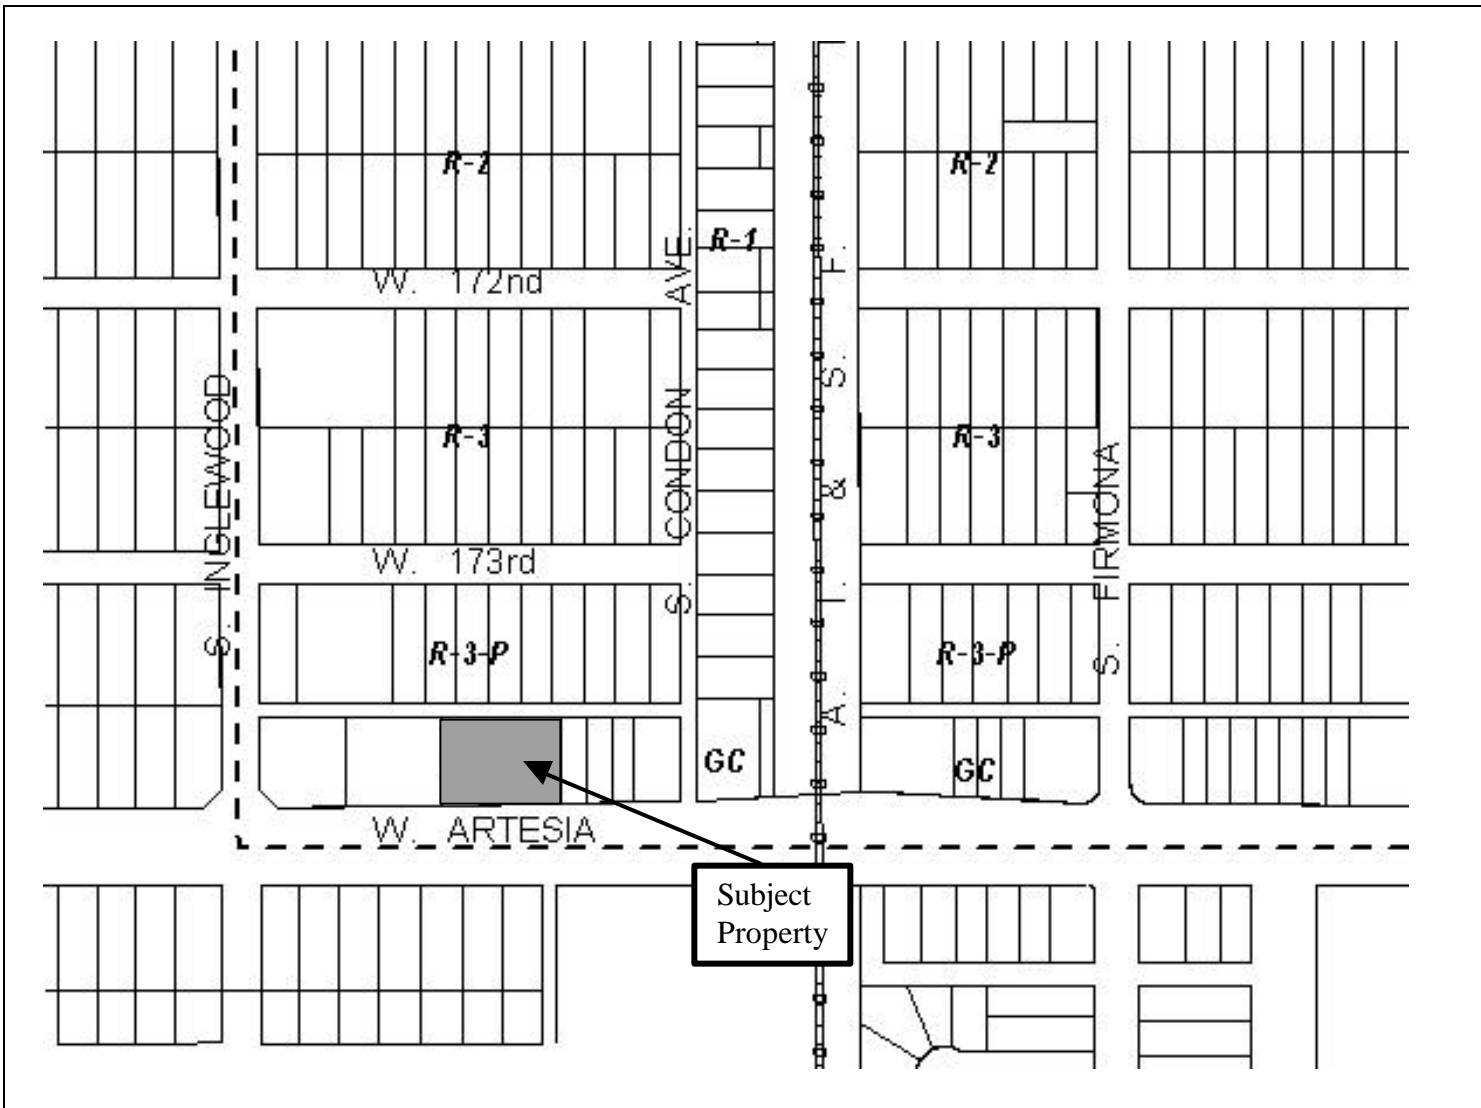 R-2
R-2
R-1
W. 172nd
S. INGLEWOOD
S. CONDON AVE.
A. T. & S. F.
S. FIRMONA
R-3
R-3
W. 173rd
R-3-P
R-3-P
GC
GC
W. ARTESIA
Subject
Property